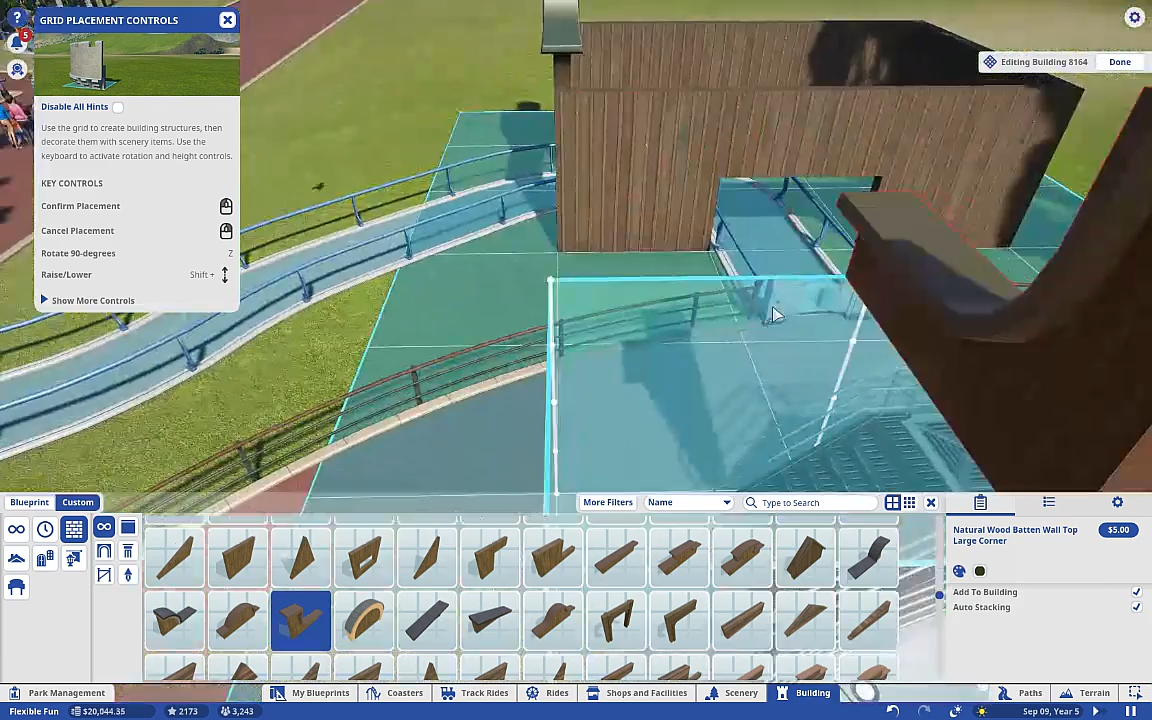 GRID PLACEMENT CONTROLS
?
5
Editing Building 8164
Done
Disable All Hints
Use the grid to create building structures, then
decorate them with scenery items. Use the
keyboard to activate rotation and height controls.
KEY CONTROLS
Confirm Placement
Cancel Placement
Rotate 90-degrees Z
Raise/Lower Shift +
Show More Controls
Blueprint
Custom
More Filters
Name
Type to Search
Natural Wood Batten Wall Top
Large Corner
$5.00
Add To Building
Auto Stacking
Park Management
My Blueprints
Coasters
Track Rides
Rides
Shops and Facilities
Scenery
Building
Paths
Terrain
Flexible Fun
$20,044.35
2173
3,243
Sep 09, Year 5